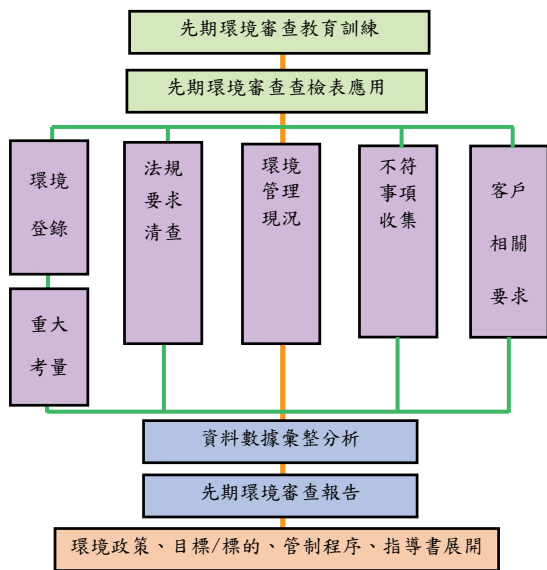 先期環境審查教育訓練
先期環境審查查檢表應用
環境
登錄
重大
考量
法規
要求
清查
環境
管理
現況
不符
事項
收集
客戶
相關
要求
資料數據彙整分析
先期環境審查報告
環境政策、目標/標的、管制程序、指導書展開